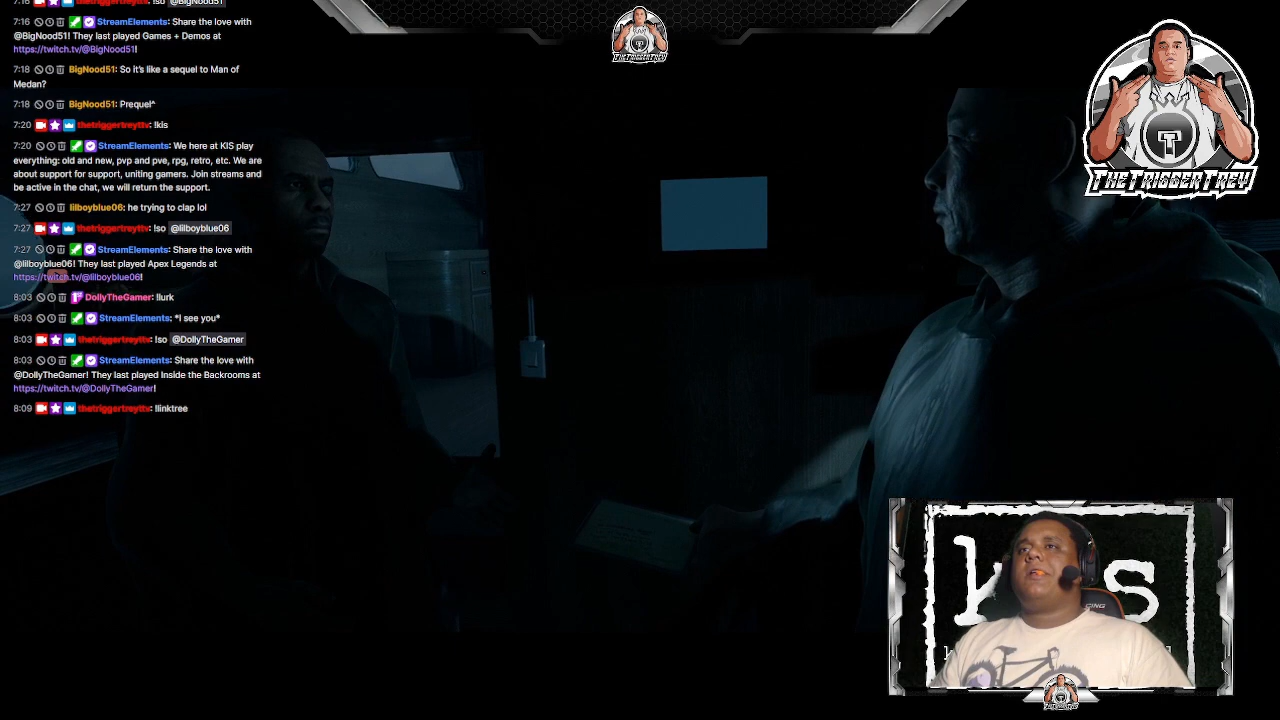 7:16 thetriggertreyttv: !so @BigNood51
7:16 StreamElements: Share the love with
@BigNood51! They last played Games + Demos at
https://twitch.tv/@BigNood51!
7:18 BigNood51: So it's like a sequel to Man of
Medan?
7:18 BigNood51: Prequel^
7:20 thetriggertreyttv: !kis
7:20 StreamElements: We here at KIS play
everything: old and new, pvp and pve, rpg, retro, etc. We are
about support for support, uniting gamers. Join streams and
be active in the chat, we will return the support.
7:27 lilboyblue06: he trying to clap lol
7:27 thetriggertreyttv: !so @lilboyblue06
7:27 StreamElements: Share the love with
@lilboyblue06! They last played Apex Legends at
https://twitch.tv/@lilboyblue06!
8:03 DollyTheGamer: !lurk
8:03 StreamElements: *I see you*
8:03 thetriggertreyttv: !so @DollyTheGamer
8:03 StreamElements: Share the love with
@DollyTheGamer! They last played Inside the Backrooms at
https://twitch.tv/@DollyTheGamer!
8:09 thetriggertreyttv: !linktree
THETRIGGERTREY
T
THETRIGGERTREY
k s
CING